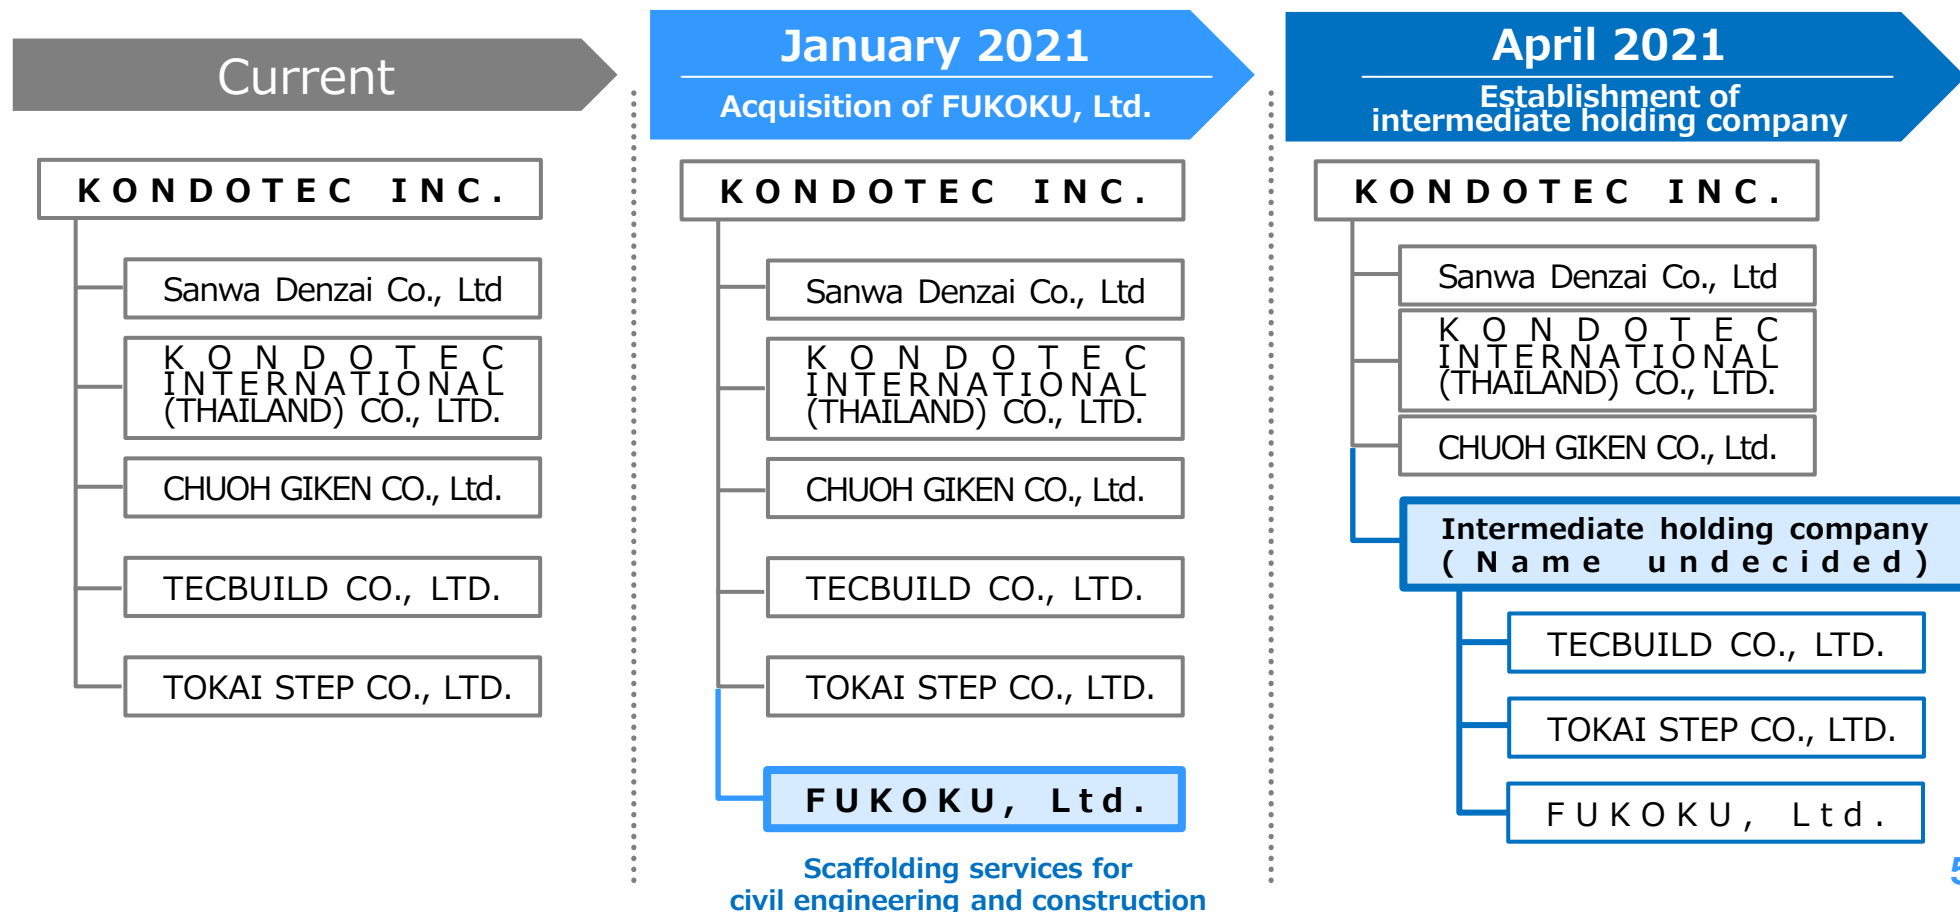 Current
KONDOTEC INC.
Sanwa Denzai Co., Ltd
KONDOTEC
INTERNATIONAL
(THAILAND) CO., LTD.
CHUOH GIKEN CO., Ltd.
TECBUILD CO., LTD.
TOKAI STEP CO., LTD.
January 2021
Acquisition of FUKOKU, Ltd.
KONDOTEC INC.
Sanwa Denzai Co., Ltd
KONDOTEC
INTERNATIONAL
(THAILAND) CO., LTD.
CHUOH GIKEN CO., Ltd.
TECBUILD CO., LTD.
TOKAI STEP CO., LTD.
FUKOKU, Ltd.
Scaffolding services for
civil engineering and construction
April 2021
Establishment of
intermediate holding company
KONDOTEC INC.
Sanwa Denzai Co., Ltd
KONDOTEC
INTERNATIONAL
(THAILAND) CO., LTD.
CHUOH GIKEN CO., Ltd.
Intermediate holding company
(Name undecided)
TECBUILD CO., LTD.
TOKAI STEP CO., LTD.
FUKOKU, Ltd.
5